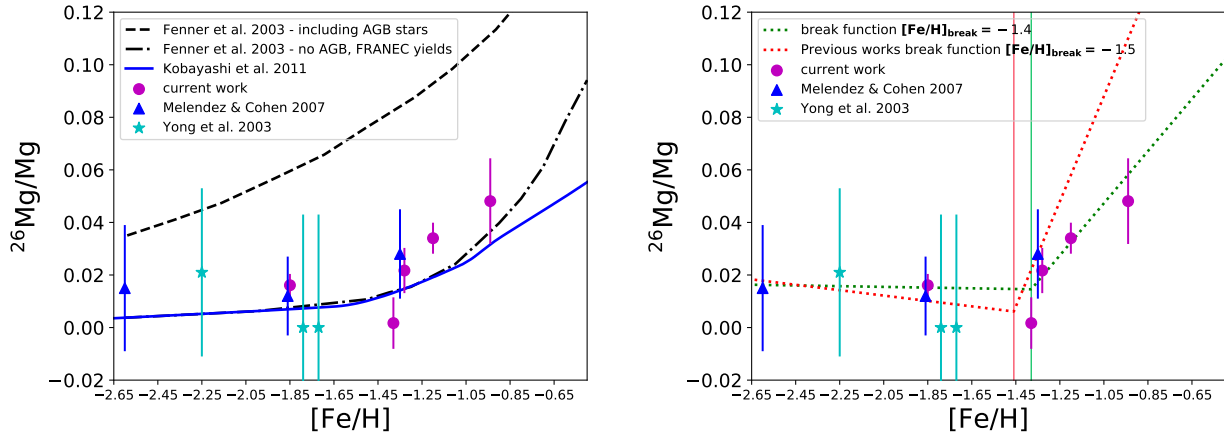 0.12
0.10
0.08
0.06
0.04
0.02
0.00
−0.02
²⁶Mg/Mg
Fenner et al. 2003 - including AGB stars
Fenner et al. 2003 - no AGB, FRANEC yields
Kobayashi et al. 2011
current work
Melendez & Cohen 2007
Yong et al. 2003
−2.65 −2.45 −2.25 −2.05 −1.85 −1.65 −1.45 −1.25 −1.05 −0.85 −0.65
[Fe/H]
0.12
0.10
0.08
0.06
0.04
0.02
0.00
−0.02
²⁶Mg/Mg
break function [Fe/H]break = −1.4
Previous works break function [Fe/H]break = −1.5
current work
Melendez & Cohen 2007
Yong et al. 2003
−2.65 −2.45 −2.25 −2.05 −1.85 −1.65 −1.45 −1.25 −1.05 −0.85 −0.65
[Fe/H]